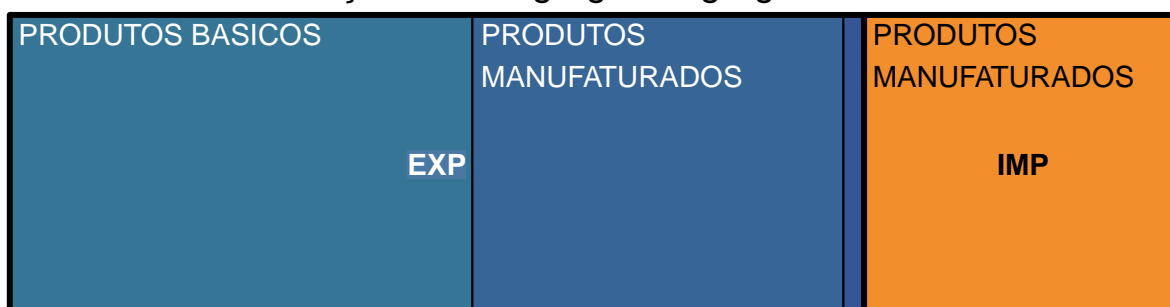 PRODUTOS BASICOS
PRODUTOS
MANUFATURADOS
PRODUTOS
MANUFATURADOS
EXP
IMP